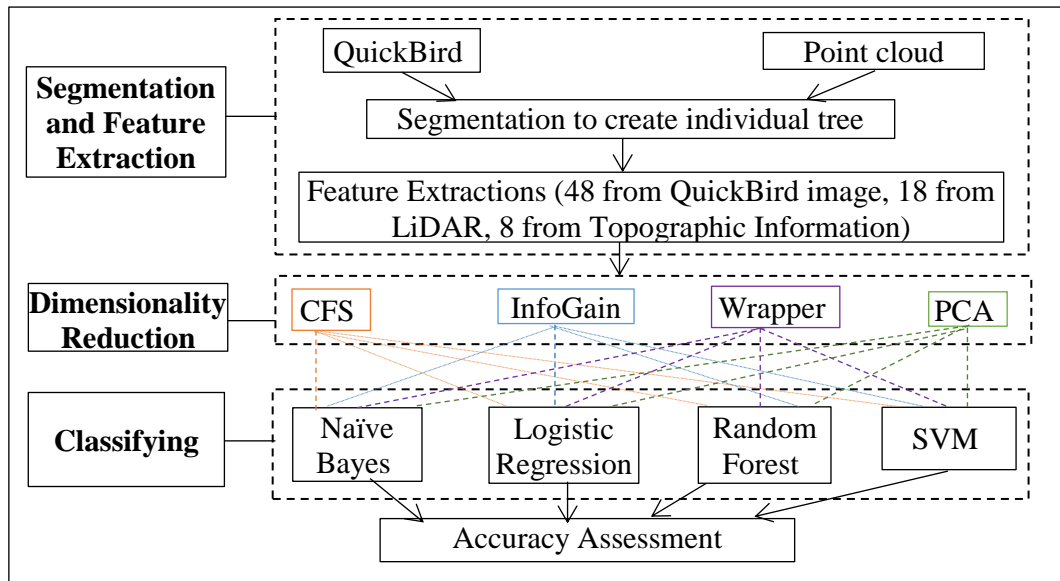 QuickBird
Point cloud
Segmentation
and Feature
Extraction
Segmentation to create individual tree
Feature Extractions (48 from QuickBird image, 18 from
LiDAR, 8 from Topographic Information)
Dimensionality
Reduction
CFS
InfoGain
Wrapper
PCA
Classifying
Naïve
Bayes
Logistic
Regression
Random
Forest
SVM
Accuracy Assessment